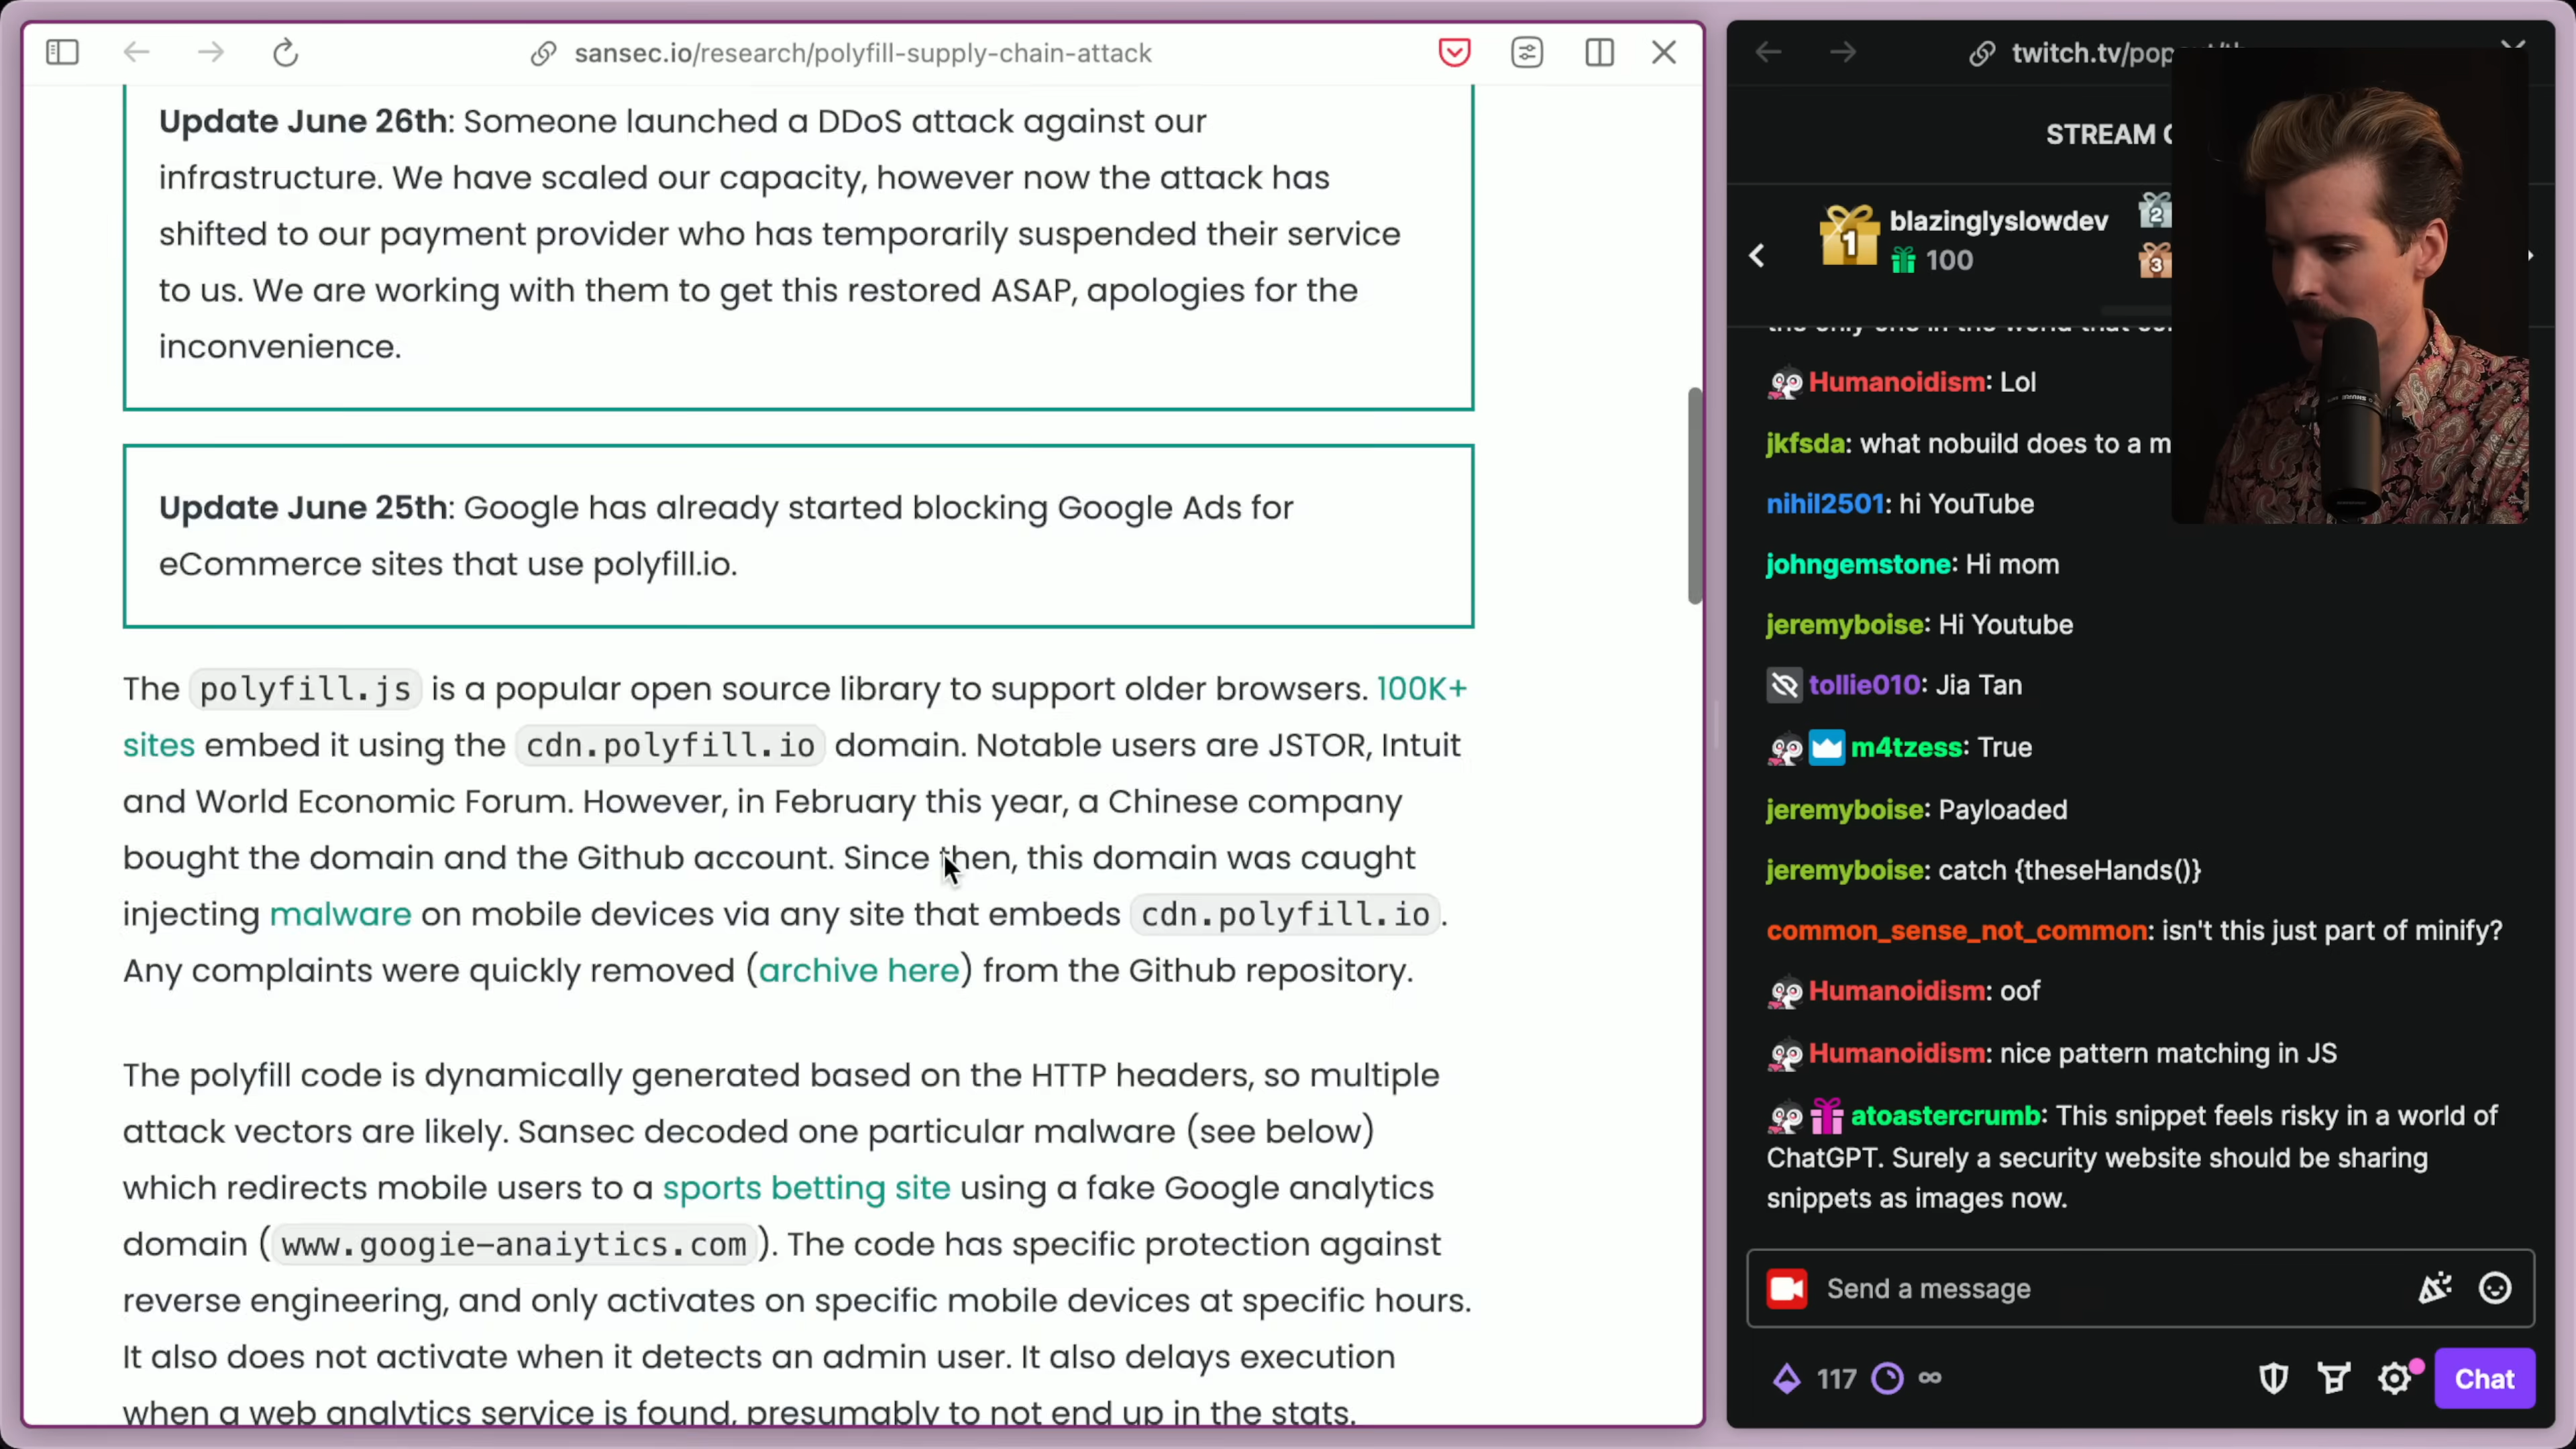 sansec.io/research/polyfill-supply-chain-attack
Update June 26th: Someone launched a DDoS attack against our
infrastructure. We have scaled our capacity, however now the attack has
shifted to our payment provider who has temporarily suspended their service
to us. We are working with them to get this restored ASAP, apologies for the
inconvenience.
Update June 25th: Google has already started blocking Google Ads for
eCommerce sites that use polyfill.io.
The polyfill.js is a popular open source library to support older browsers. 100K+
sites embed it using the cdn.polyfill.io domain. Notable users are JSTOR, Intuit
and World Economic Forum. However, in February this year, a Chinese company
bought the domain and the Github account. Since then, this domain was caught
injecting malware on mobile devices via any site that embeds cdn.polyfill.io.
Any complaints were quickly removed (archive here) from the Github repository.
The polyfill code is dynamically generated based on the HTTP headers, so multiple
attack vectors are likely. Sansec decoded one particular malware (see below)
which redirects mobile users to a sports betting site using a fake Google analytics
domain (www.googie-anaiytics.com). The code has specific protection against
reverse engineering, and only activates on specific mobile devices at specific hours.
It also does not activate when it detects an admin user. It also delays execution
when a web analytics service is found, presumably to not end up in the stats.
twitch.tv/pop
STREAM
1 blazinglyslowdev 2
100 3
the only one in the world that
Humanoidism: Lol
jkfsda: what nobuild does to a m
nihil2501: hi YouTube
johngemstone: Hi mom
jeremyboise: Hi Youtube
tollie010: Jia Tan
m4tzess: True
jeremyboise: Payloaded
jeremyboise: catch {theseHands()}
common_sense_not_common: isn't this just part of minify?
Humanoidism: oof
Humanoidism: nice pattern matching in JS
atoastercrumb: This snippet feels risky in a world of
ChatGPT. Surely a security website should be sharing
snippets as images now.
Send a message
117 ∞ Chat